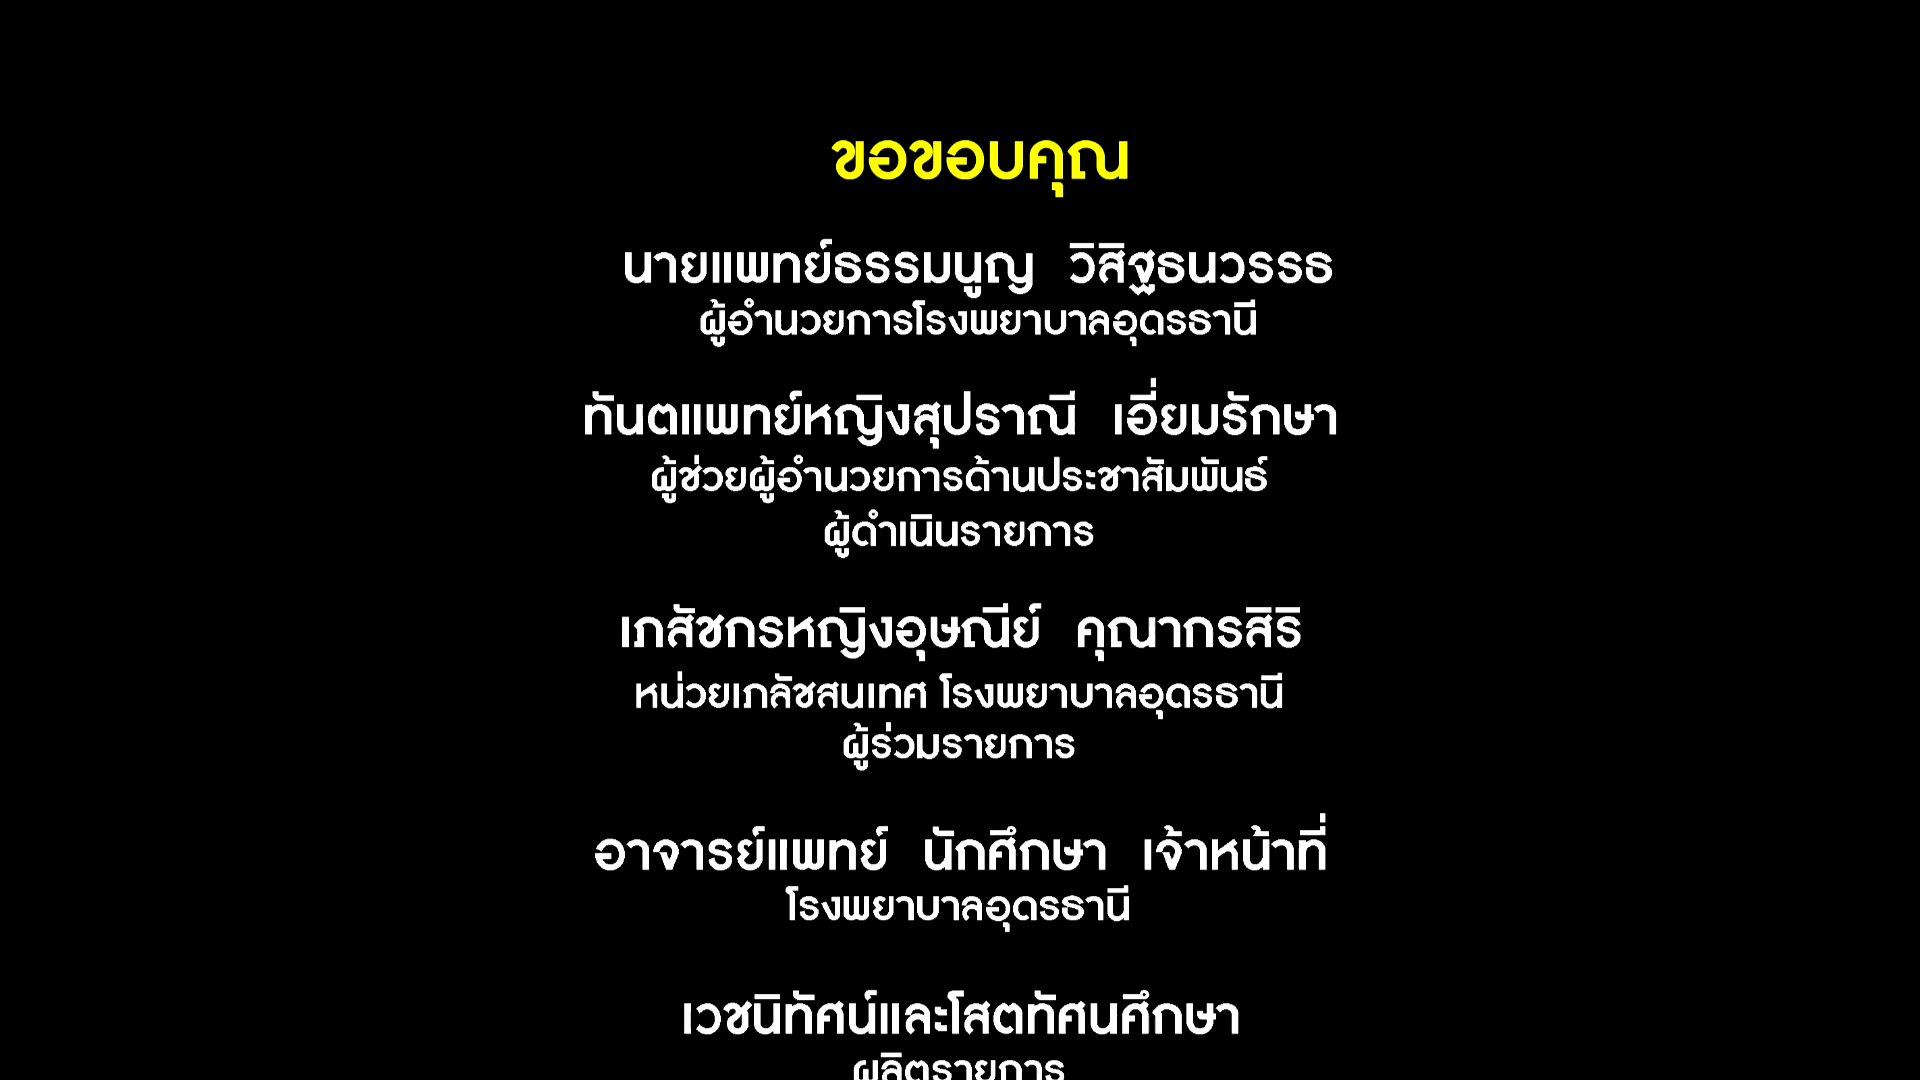 ขอขอบคุณ
นายแพทย์ธรรมนูญ วิสิฐธนวรรธ
ผู้อำนวยการโรงพยาบาลอุดรธานี
ทันตแพทย์หญิงสุปราณี เอี่ยมรักษา
ผู้ช่วยผู้อำนวยการด้านประชาสัมพันธ์
ผู้ดำเนินรายการ
เภสัชกรหญิงอุษณีย์ คุณากรสิริ
หน่วยเภลัชสนเทศ โรงพยาบาลอุดรธานี
ผู้ร่วมรายการ
อาจารย์แพทย์ นักศึกษา เจ้าหน้าที่
โรงพยาบาลอุดรธานี
เวชนิทัศน์และโสตทัศนศึกษา
ผลิตรายการ